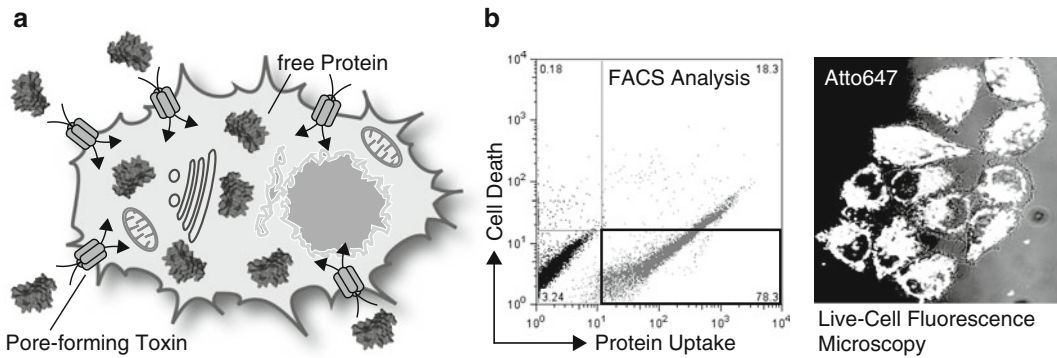 a
free Protein
Pore-forming Toxin
b
FACS Analysis
0.18
18.3
3.24
78.3
10^4
10^3
10^2
10^1
10^0
Cell Death
10^0
10^1
10^2
10^3
10^4
Protein Uptake
Atto647
Live-Cell Fluorescence
Microscopy